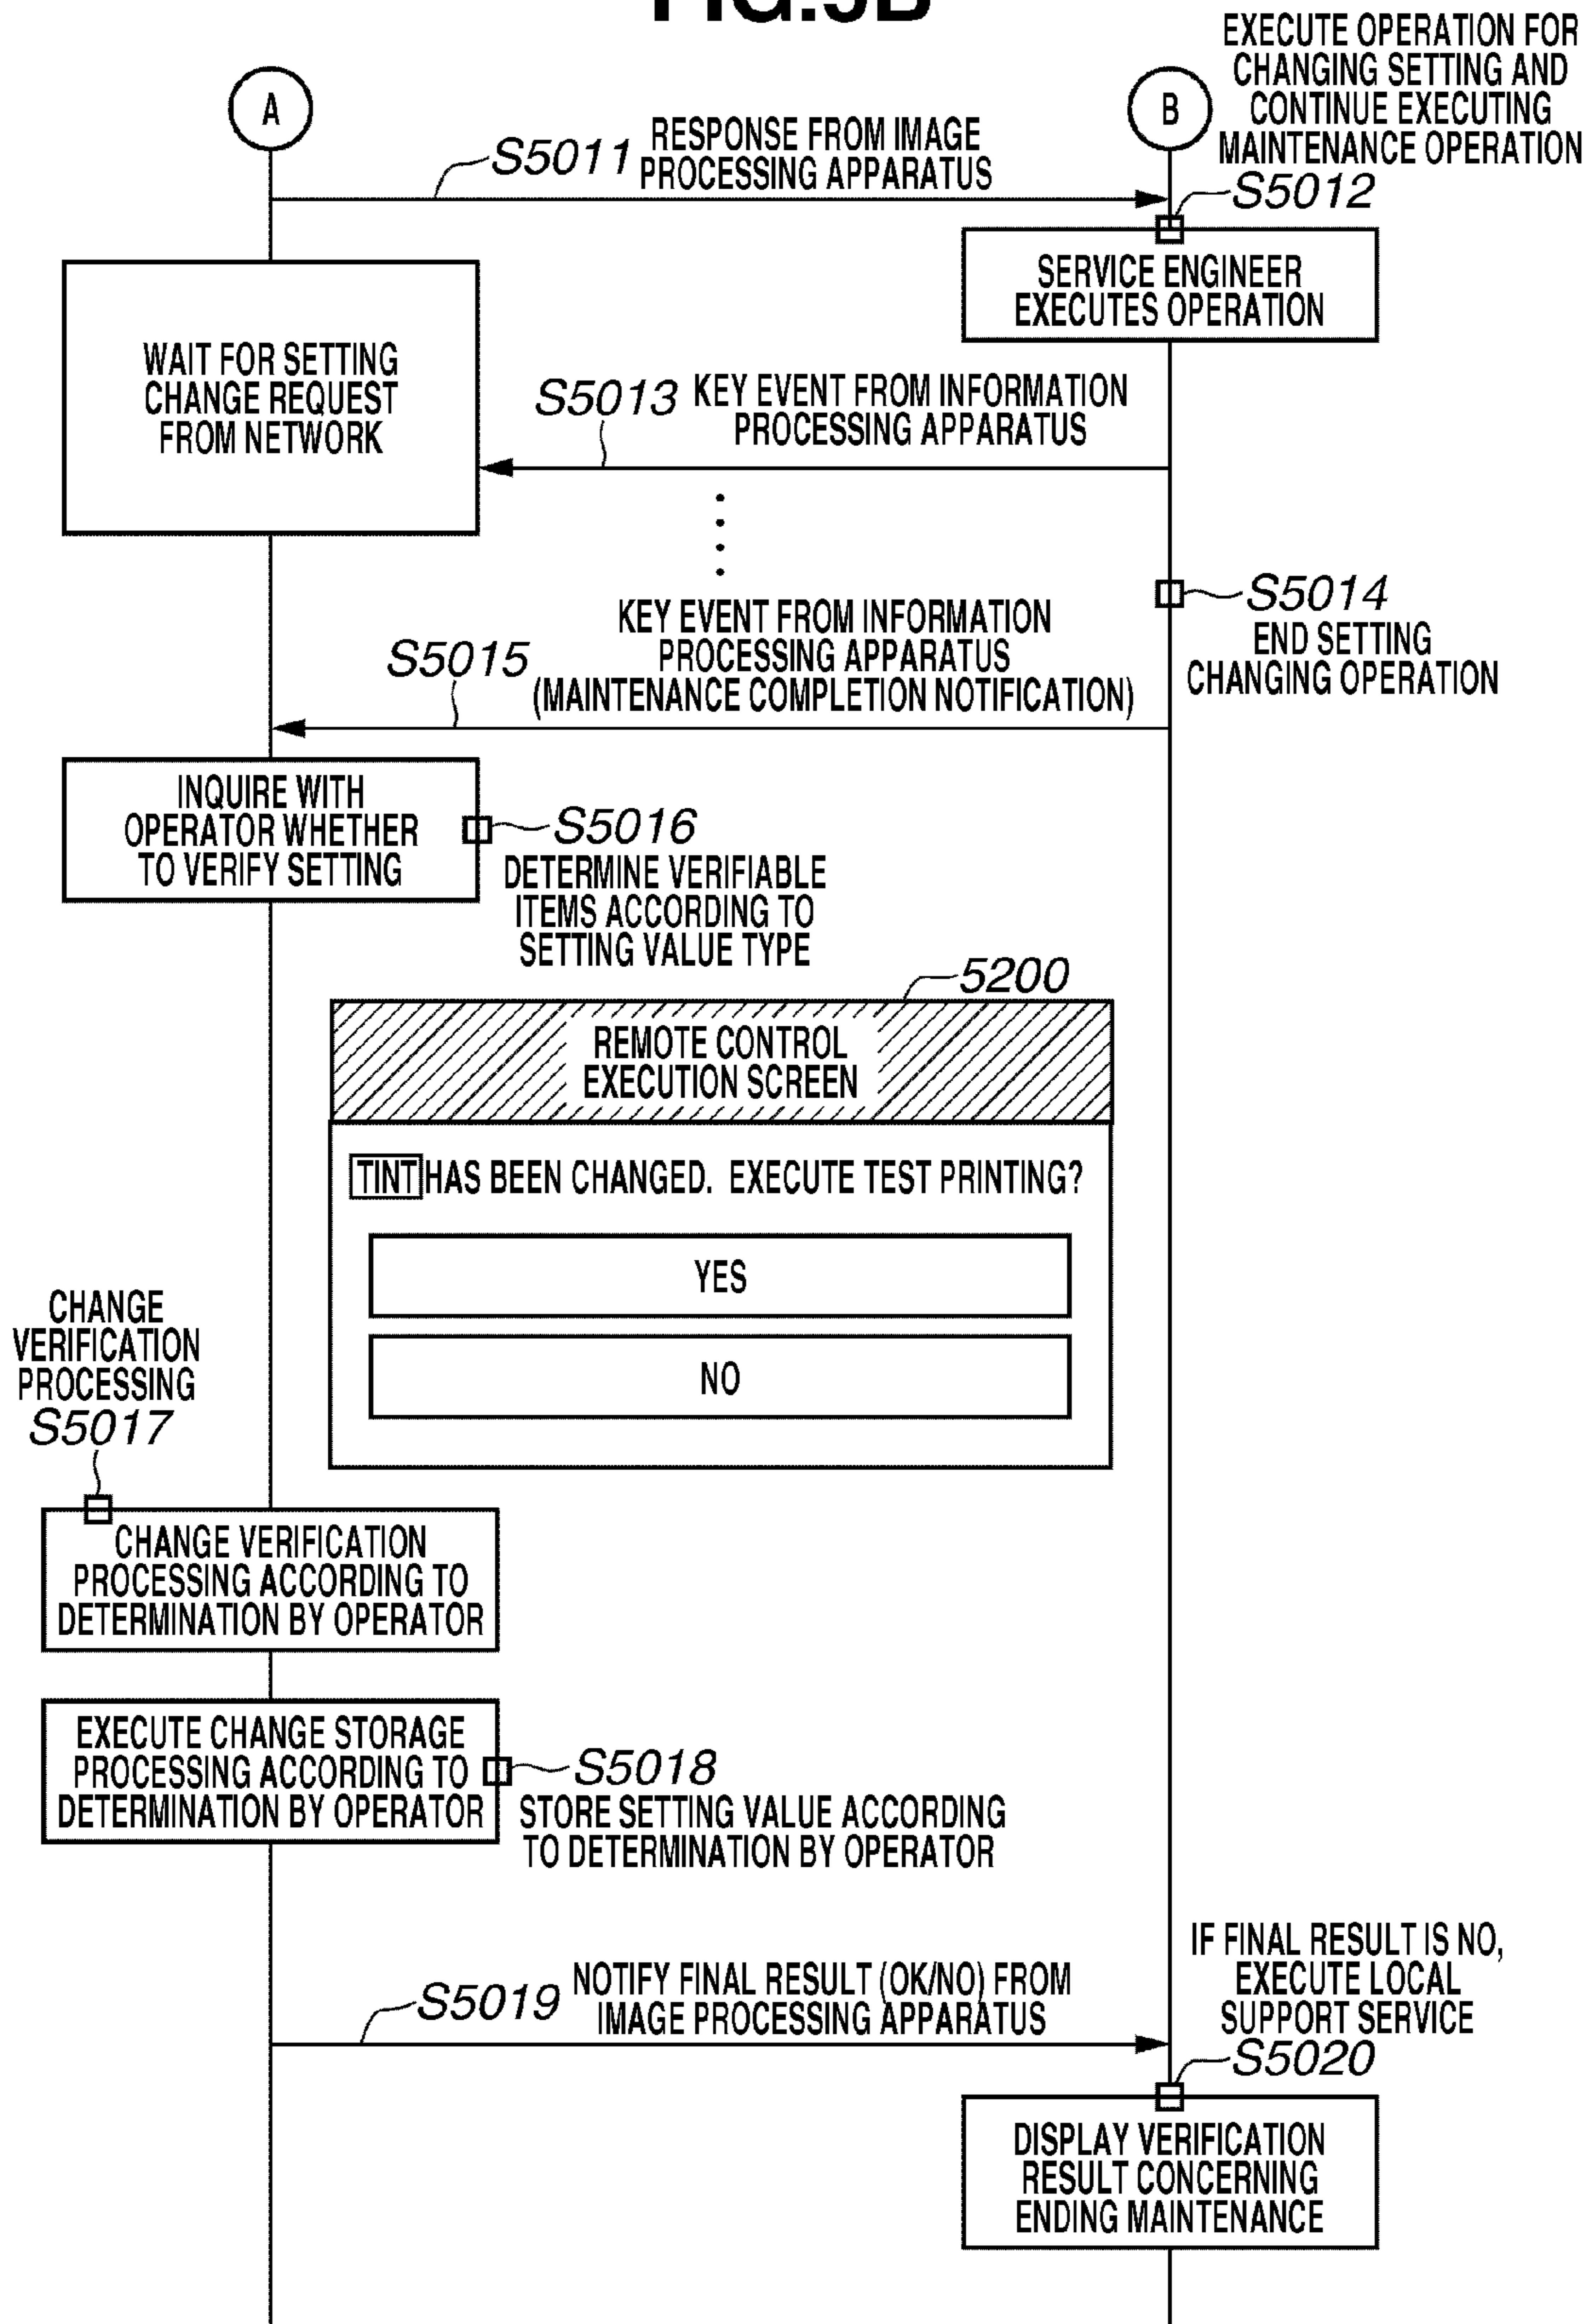 FIG.5B
EXECUTE OPERATION FOR
CHANGING SETTING AND
CONTINUE EXECUTING
MAINTENANCE OPERATION
A
B
S5011
RESPONSE FROM IMAGE
PROCESSING APPARATUS
S5012
SERVICE ENGINEER
EXECUTES OPERATION
WAIT FOR SETTING
CHANGE REQUEST
FROM NETWORK
S5013
KEY EVENT FROM INFORMATION
PROCESSING APPARATUS
S5014
END SETTING
CHANGING OPERATION
S5015
KEY EVENT FROM INFORMATION
PROCESSING APPARATUS
(MAINTENANCE COMPLETION NOTIFICATION)
INQUIRE WITH
OPERATOR WHETHER
TO VERIFY SETTING
S5016
DETERMINE VERIFIABLE
ITEMS ACCORDING TO
SETTING VALUE TYPE
5200
REMOTE CONTROL
EXECUTION SCREEN
TINT HAS BEEN CHANGED. EXECUTE TEST PRINTING?
YES
NO
CHANGE
VERIFICATION
PROCESSING
S5017
CHANGE VERIFICATION
PROCESSING ACCORDING TO
DETERMINATION BY OPERATOR
EXECUTE CHANGE STORAGE
PROCESSING ACCORDING TO
DETERMINATION BY OPERATOR
S5018
STORE SETTING VALUE ACCORDING
TO DETERMINATION BY OPERATOR
S5019
NOTIFY FINAL RESULT (OK/NO) FROM
IMAGE PROCESSING APPARATUS
IF FINAL RESULT IS NO,
EXECUTE LOCAL
SUPPORT SERVICE
S5020
DISPLAY VERIFICATION
RESULT CONCERNING
ENDING MAINTENANCE